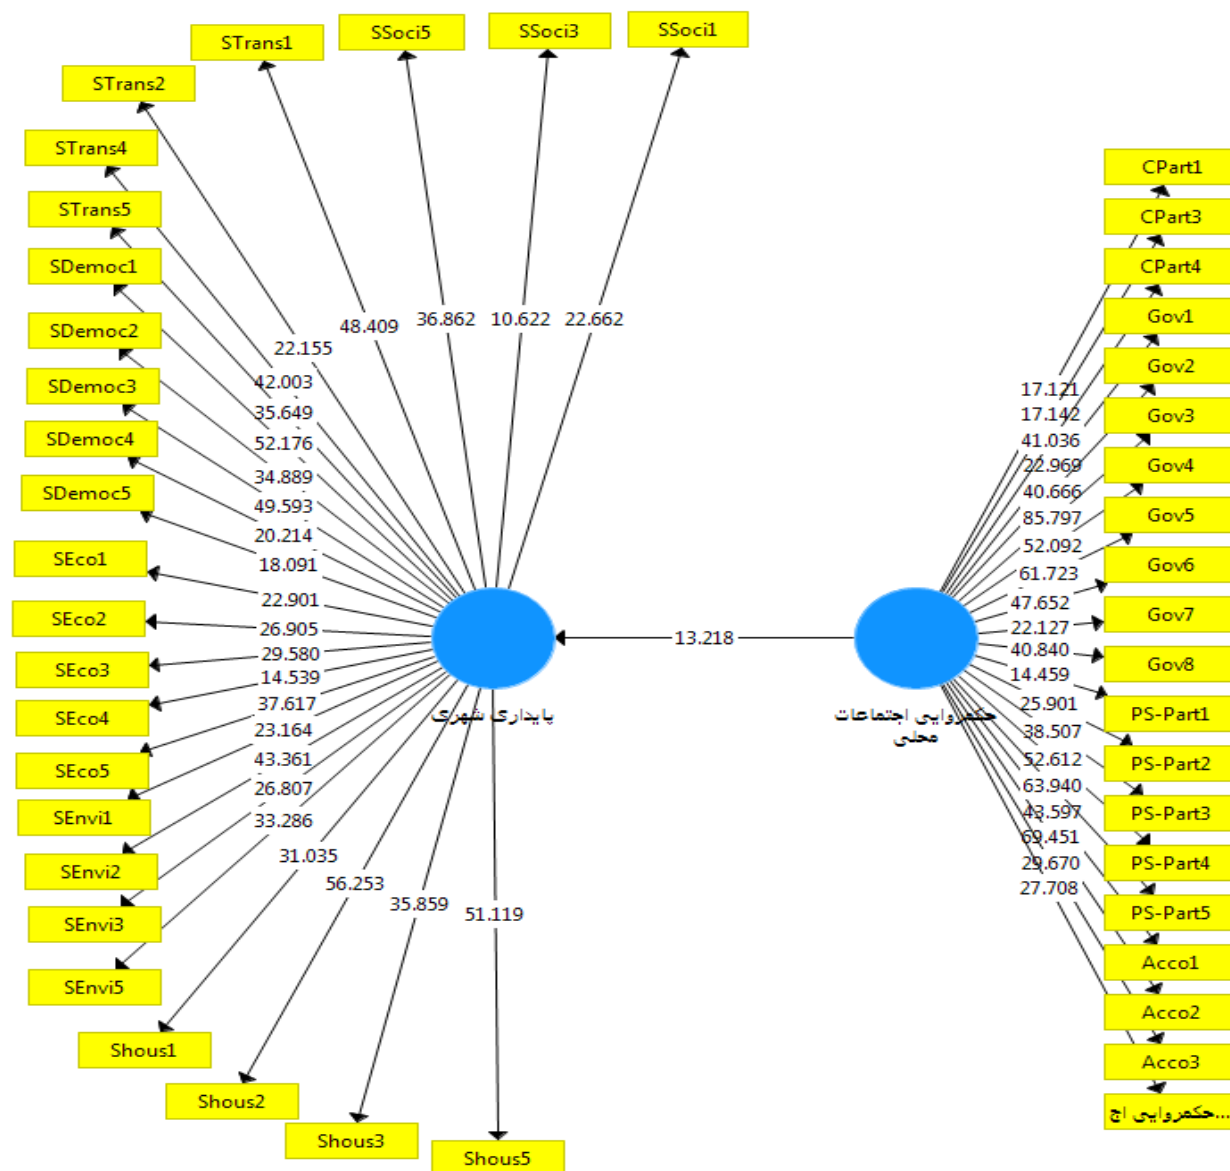 SSoci1
SSoci3
SSoci5
STrans1
STrans2
STrans4
STrans5
SDemoc1
SDemoc2
SDemoc3
SDemoc4
SDemoc5
SEco1
SEco2
SEco3
SEco4
SEco5
SEnvi1
SEnvi2
SEnvi3
SEnvi5
Shous1
Shous2
Shous3
Shous5
22.662
10.622
36.862
48.409
22.155
42.003
35.649
52.176
34.889
49.593
20.214
18.091
22.901
26.905
29.580
14.539
37.617
23.164
43.361
26.807
33.286
31.035
56.253
35.859
51.119
پایداری شهری
13.218
حکمروایی اجتماعات
محلی
17.121
17.142
41.036
22.969
40.666
85.797
52.092
61.723
47.652
22.127
40.840
14.459
25.901
38.507
52.612
63.940
43.597
69.451
29.670
27.708
CPart1
CPart3
CPart4
Gov1
Gov2
Gov3
Gov4
Gov5
Gov6
Gov7
Gov8
PS-Part1
PS-Part2
PS-Part3
PS-Part4
PS-Part5
Acco1
Acco2
Acco3
حکمروایی اج...